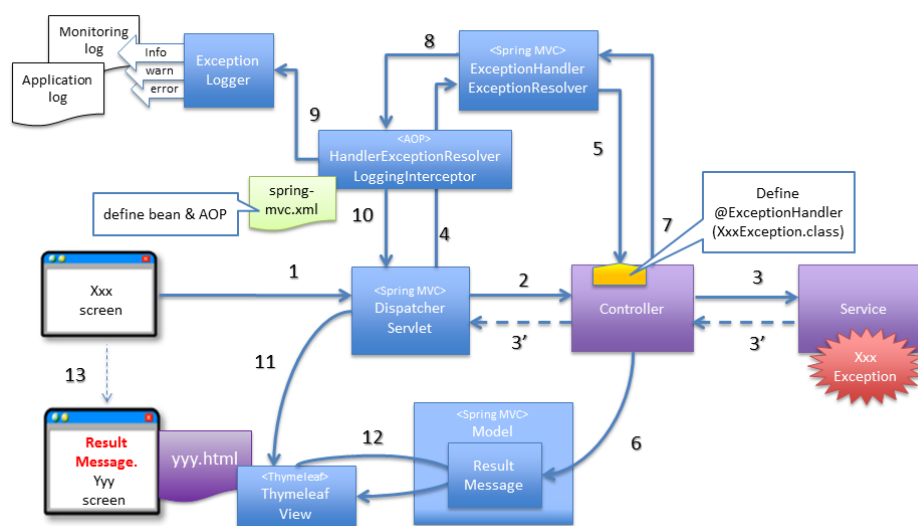 Monitoring
log
Application
log
Info
warn
error
Exception
Logger
9
8
<Spring MVC>
ExceptionHandler
ExceptionResolver
<AOP>
HandlerExceptionResolver
LoggingInterceptor
spring-
mvc.xml
define bean & AOP
10
4
5
7
Define
@ExceptionHandler
(XxxException.class)
Xxx
screen
1
<Spring MVC>
Dispatcher
Servlet
2
3'
Controller
3
3'
Service
Xxx
Exception
13
11
12
6
Result
Message.
Yyy
screen
yyy.html
<Thymeleaf>
Thymeleaf
View
<Spring MVC>
Model
Result
Message